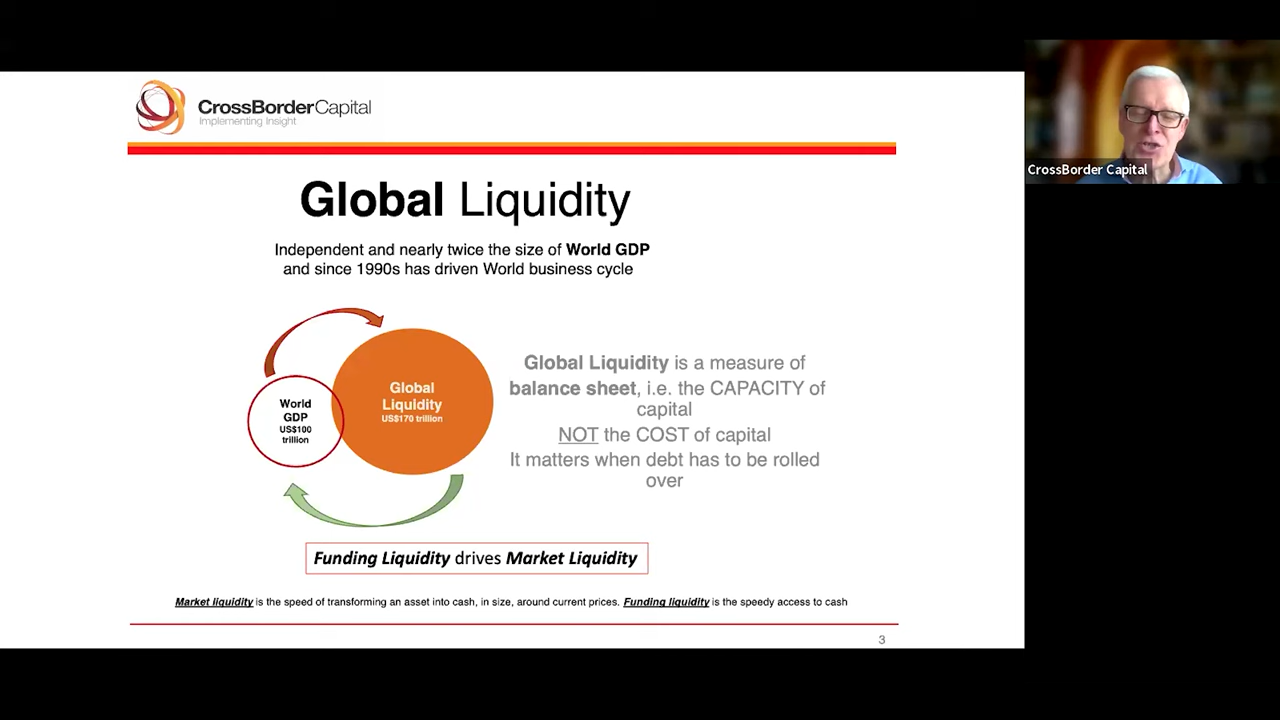 CrossBorderCapital
Implementing Insight
Global Liquidity
Independent and nearly twice the size of World GDP
and since 1990s has driven World business cycle
World
GDP
US$100
trillion
Global
Liquidity
US$170 trillion
Global Liquidity is a measure of
balance sheet, i.e. the CAPACITY of
capital
NOT the COST of capital
It matters when debt has to be rolled
over
Funding Liquidity drives Market Liquidity
Market liquidity is the speed of transforming an asset into cash, in size, around current prices. Funding liquidity is the speedy access to cash
3
CrossBorder Capital